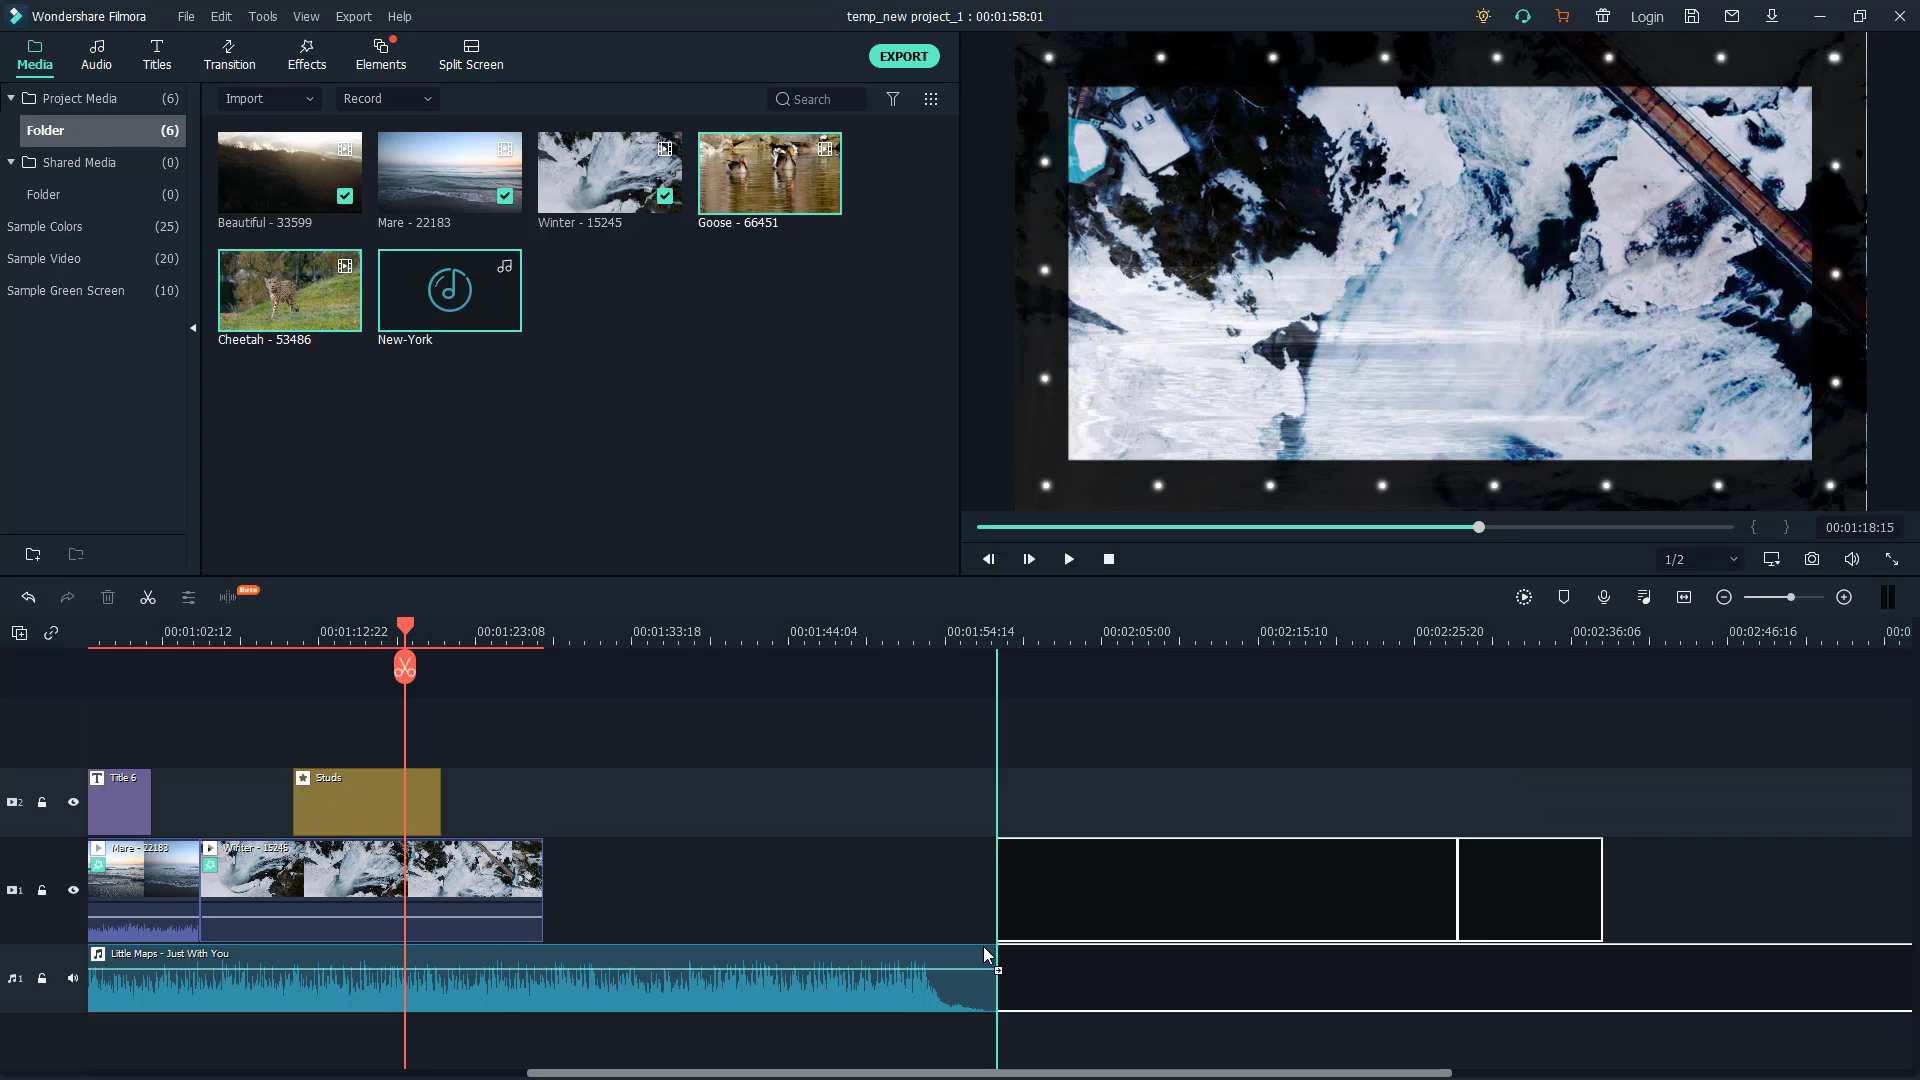 Wondershare Filmora
File Edit Tools View Export Help
temp_new project_1 : 00:01:58:01
Login
Media
Audio
Titles
Transition
Effects
Elements
Split Screen
EXPORT
Project Media (6)
Folder (6)
Shared Media (0)
Folder (0)
Sample Colors (25)
Sample Video (20)
Sample Green Screen (10)
Import
Record
Search
Beautiful - 33599
Mare - 22183
Winter - 15245
Goose - 66451
Cheetah - 53486
New-York
00:01:18:15
1/2
Beta
00:01:02:12
00:01:12:22
00:01:23:08
00:01:33:18
00:01:44:04
00:01:54:14
00:02:05:00
00:02:15:10
00:02:25:20
00:02:36:06
00:02:46:16
00:0
2
Title 6
Studs
1
Mare - 22183
Winter - 15245
1
Little Maps - Just With You